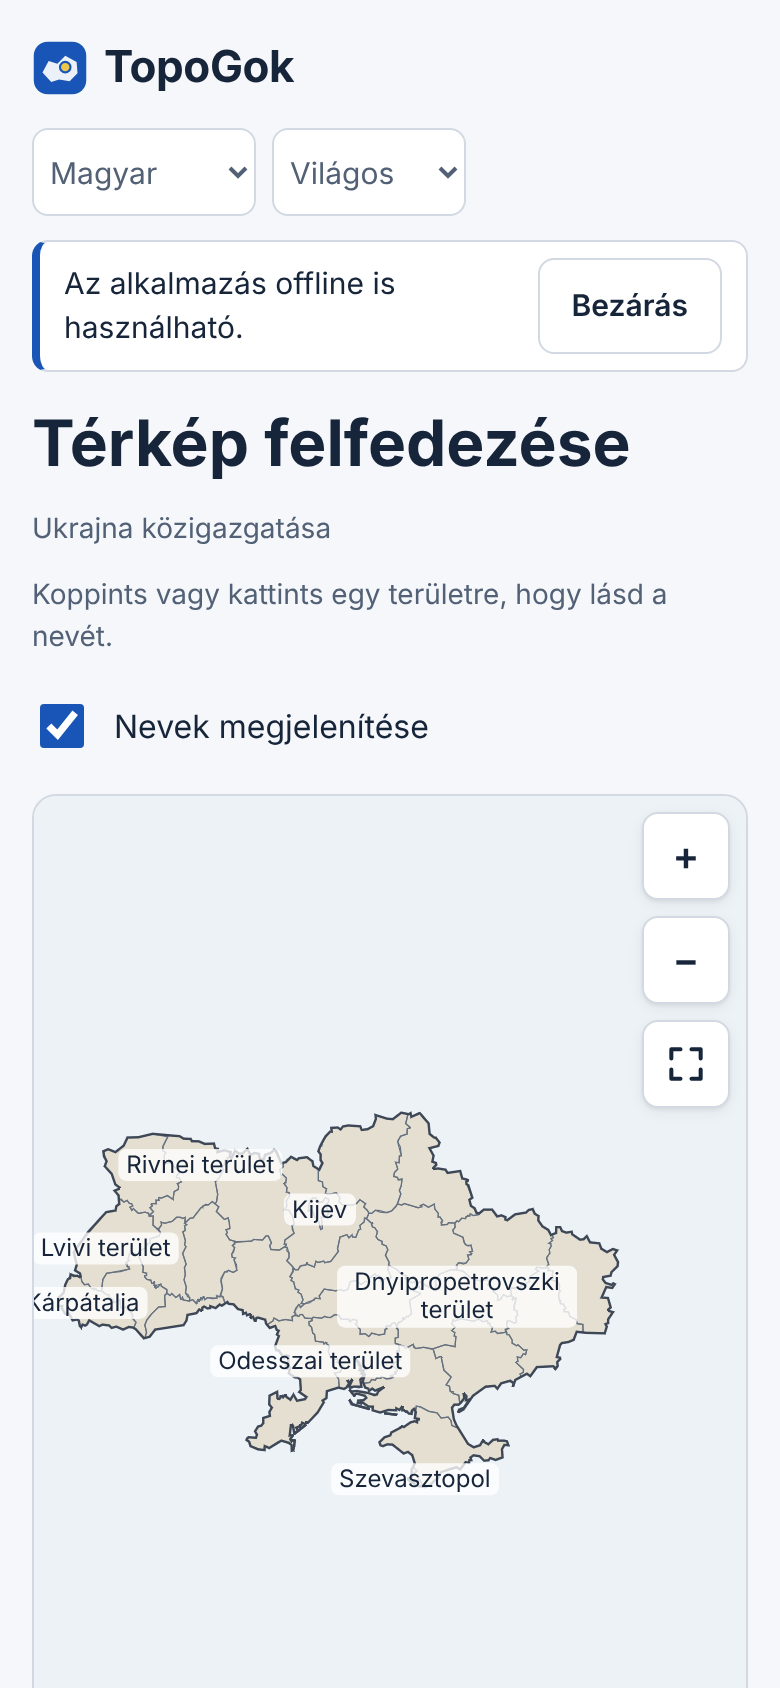 TopoGok
Magyar
Világos
Az alkalmazás offline is
használható.
Bezárás
Térkép felfedezése
Ukrajna közigazgatása
Koppints vagy kattints egy területre, hogy lásd a
nevét.
Nevek megjelenítése
+
−
Rivnei terület
Kijev
Lvivi terület
Dnyipropetrovszki
terület
Kárpátalja
Odesszai terület
Szevasztopol